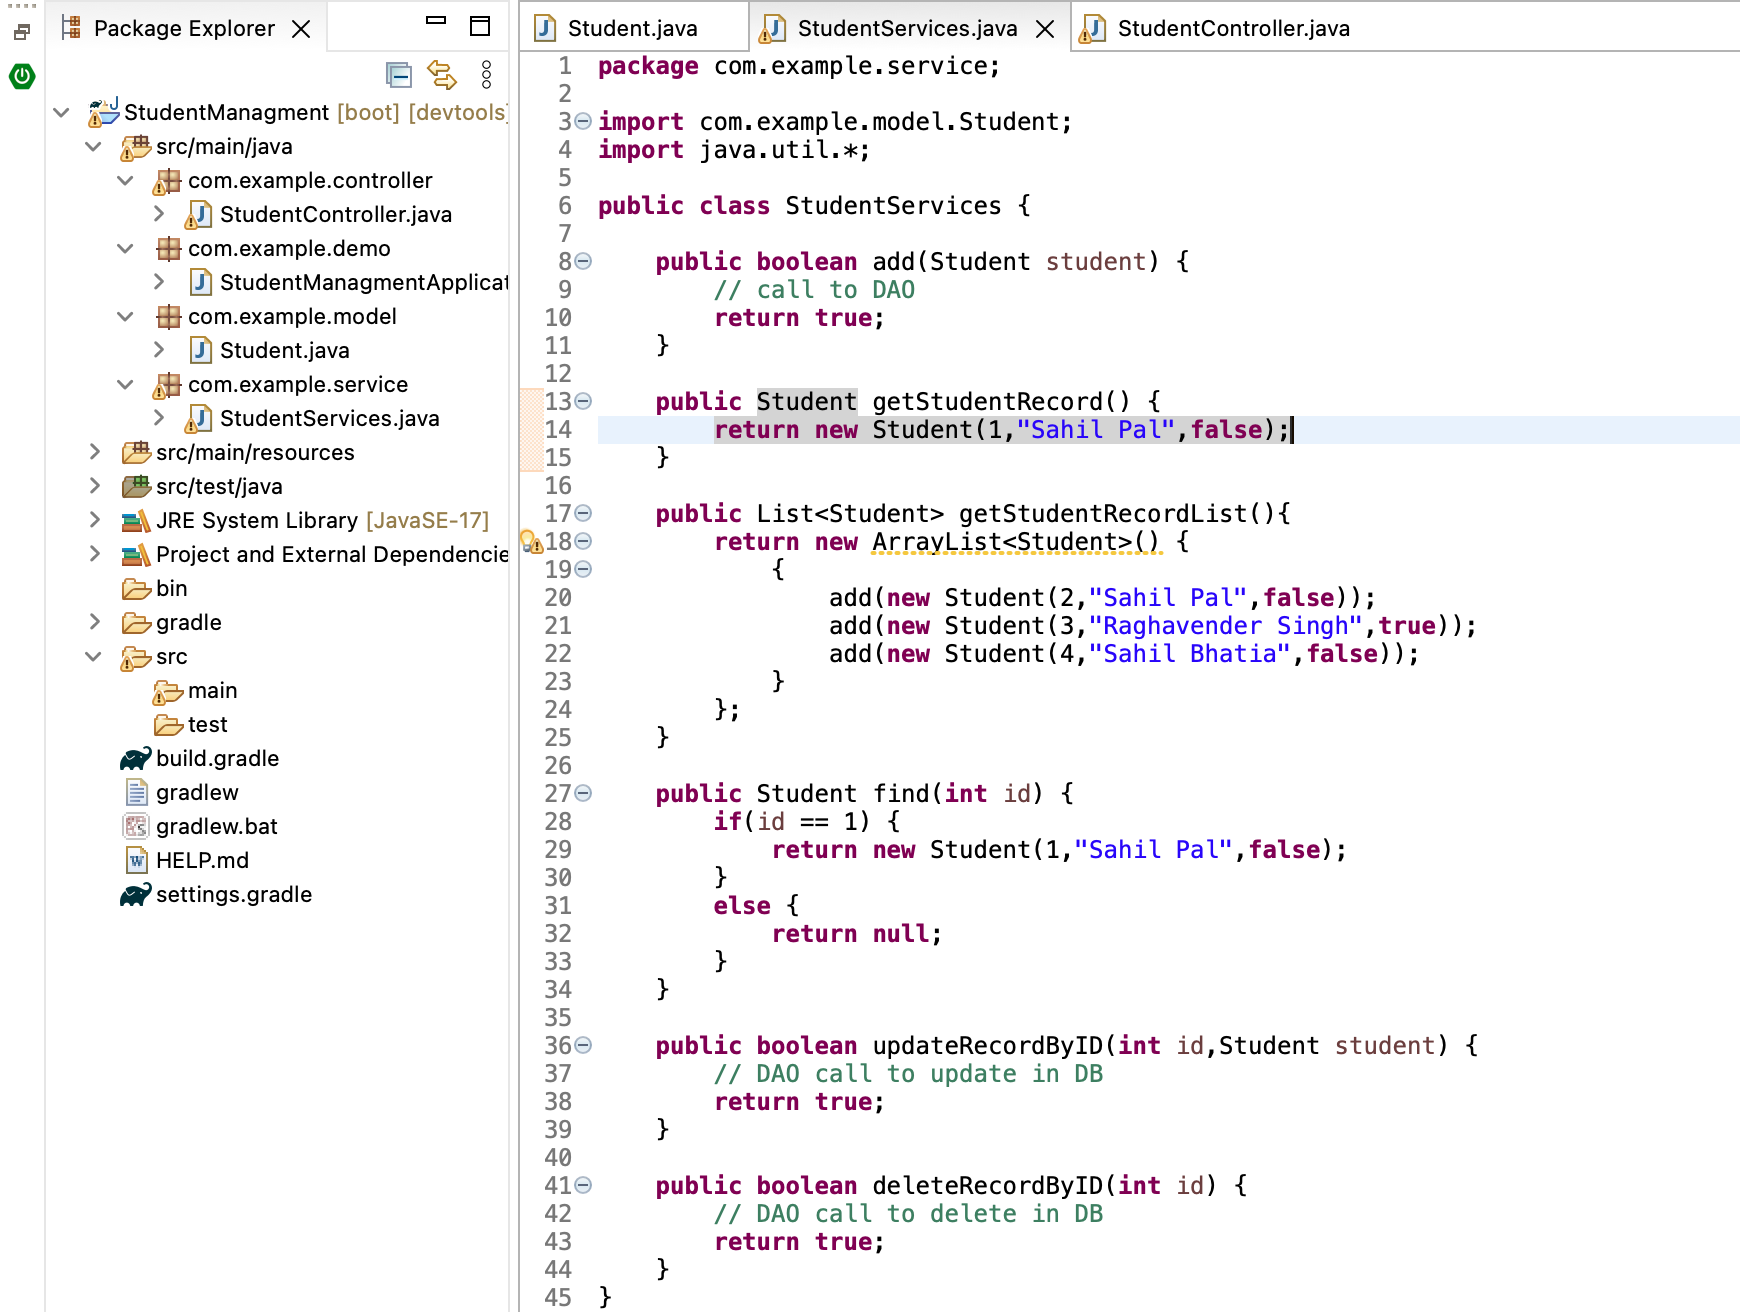 Package Explorer
StudentManagment [boot] [devtools]
src/main/java
com.example.controller
StudentController.java
com.example.demo
StudentManagmentApplicat
com.example.model
Student.java
com.example.service
StudentServices.java
src/main/resources
src/test/java
JRE System Library [JavaSE-17]
Project and External Dependencie
bin
gradle
src
main
test
build.gradle
gradlew
gradlew.bat
HELP.md
settings.gradle
Student.java
StudentServices.java
StudentController.java
1 package com.example.service;
2
3 import com.example.model.Student;
4 import java.util.*;
5
6 public class StudentServices {
7
8     public boolean add(Student student) {
9         // call to DAO
10         return true;
11     }
12
13     public Student getStudentRecord() {
14         return new Student(1,"Sahil Pal",false);
15     }
16
17     public List<Student> getStudentRecordList(){
18         return new ArrayList<Student>() {
19             {
20                 add(new Student(2,"Sahil Pal",false));
21                 add(new Student(3,"Raghavender Singh",true));
22                 add(new Student(4,"Sahil Bhatia",false));
23             }
24         };
25     }
26
27     public Student find(int id) {
28         if(id == 1) {
29             return new Student(1,"Sahil Pal",false);
30         }
31         else {
32             return null;
33         }
34     }
35
36     public boolean updateRecordByID(int id,Student student) {
37         // DAO call to update in DB
38         return true;
39     }
40
41     public boolean deleteRecordByID(int id) {
42         // DAO call to delete in DB
43         return true;
44     }
45 }